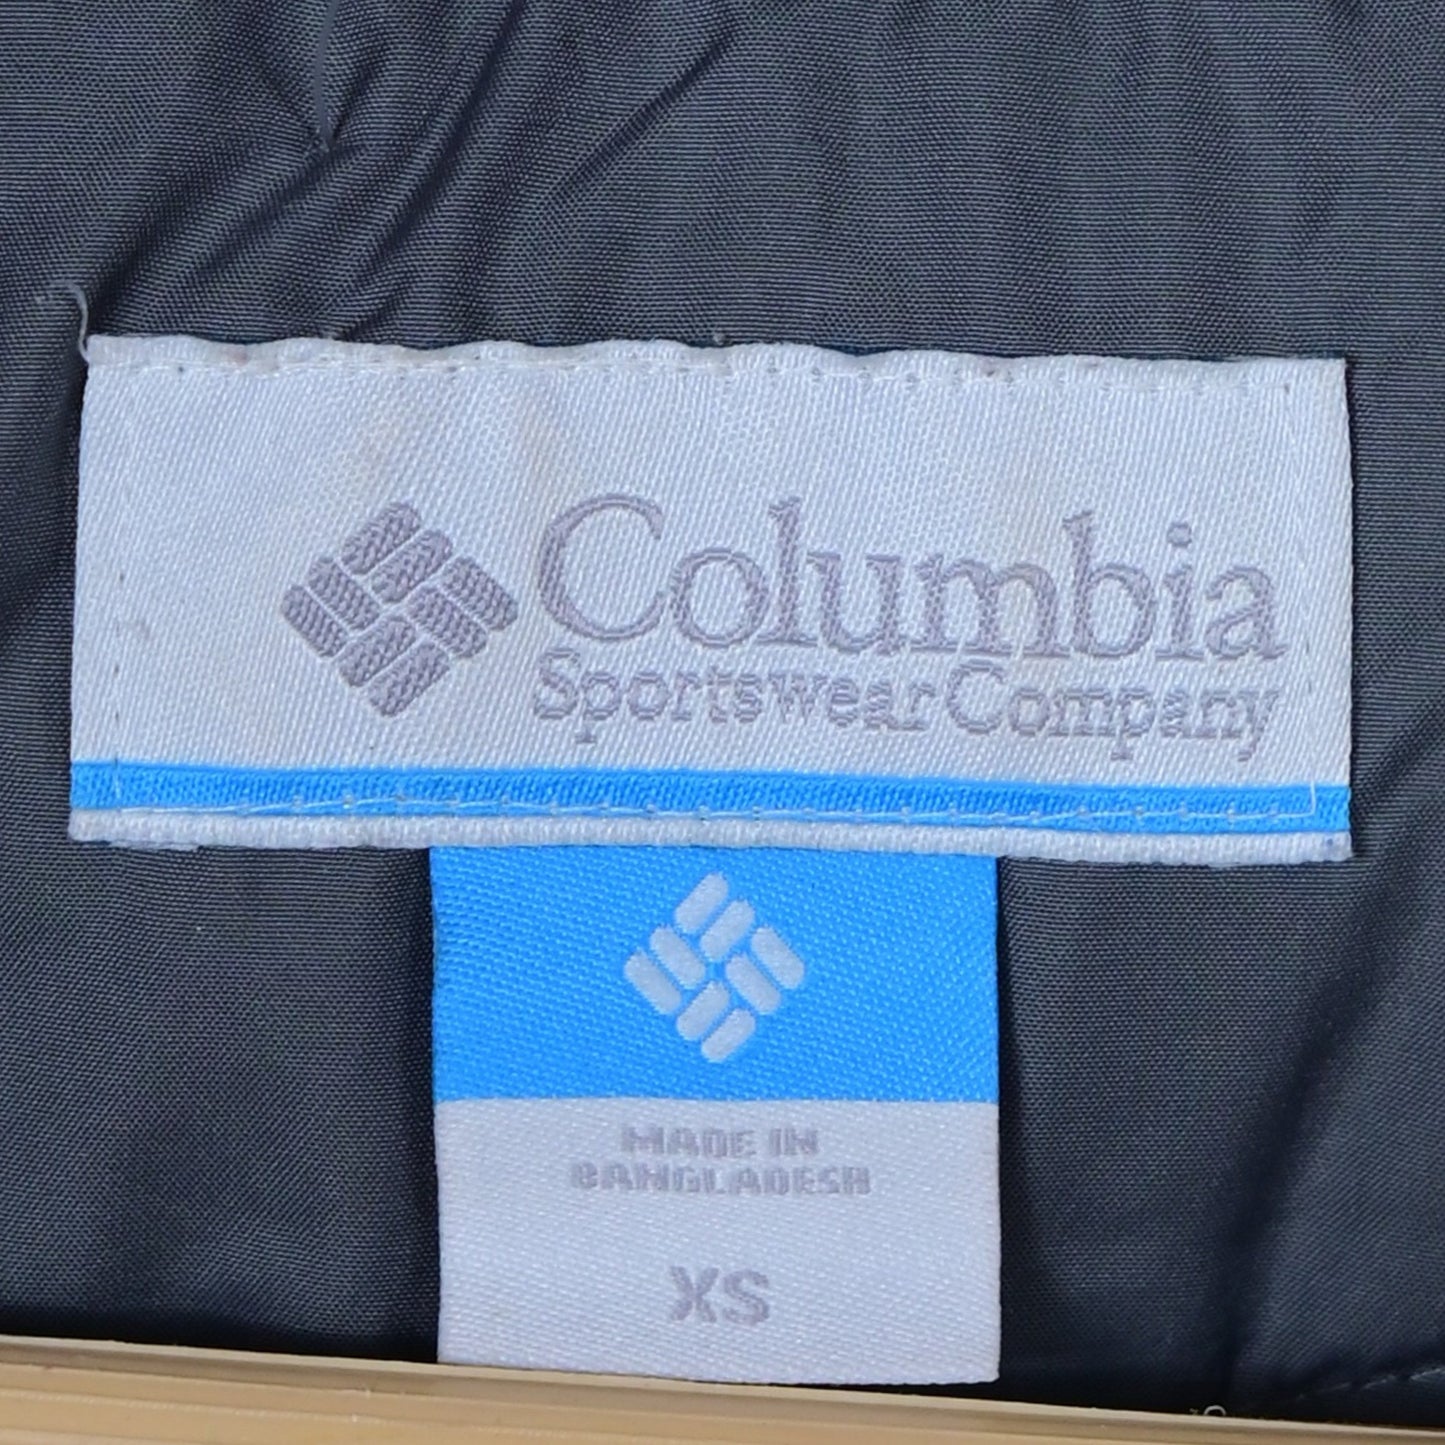 Columbia
Sportswear Company
MADE IN
BANGLADESH
XS